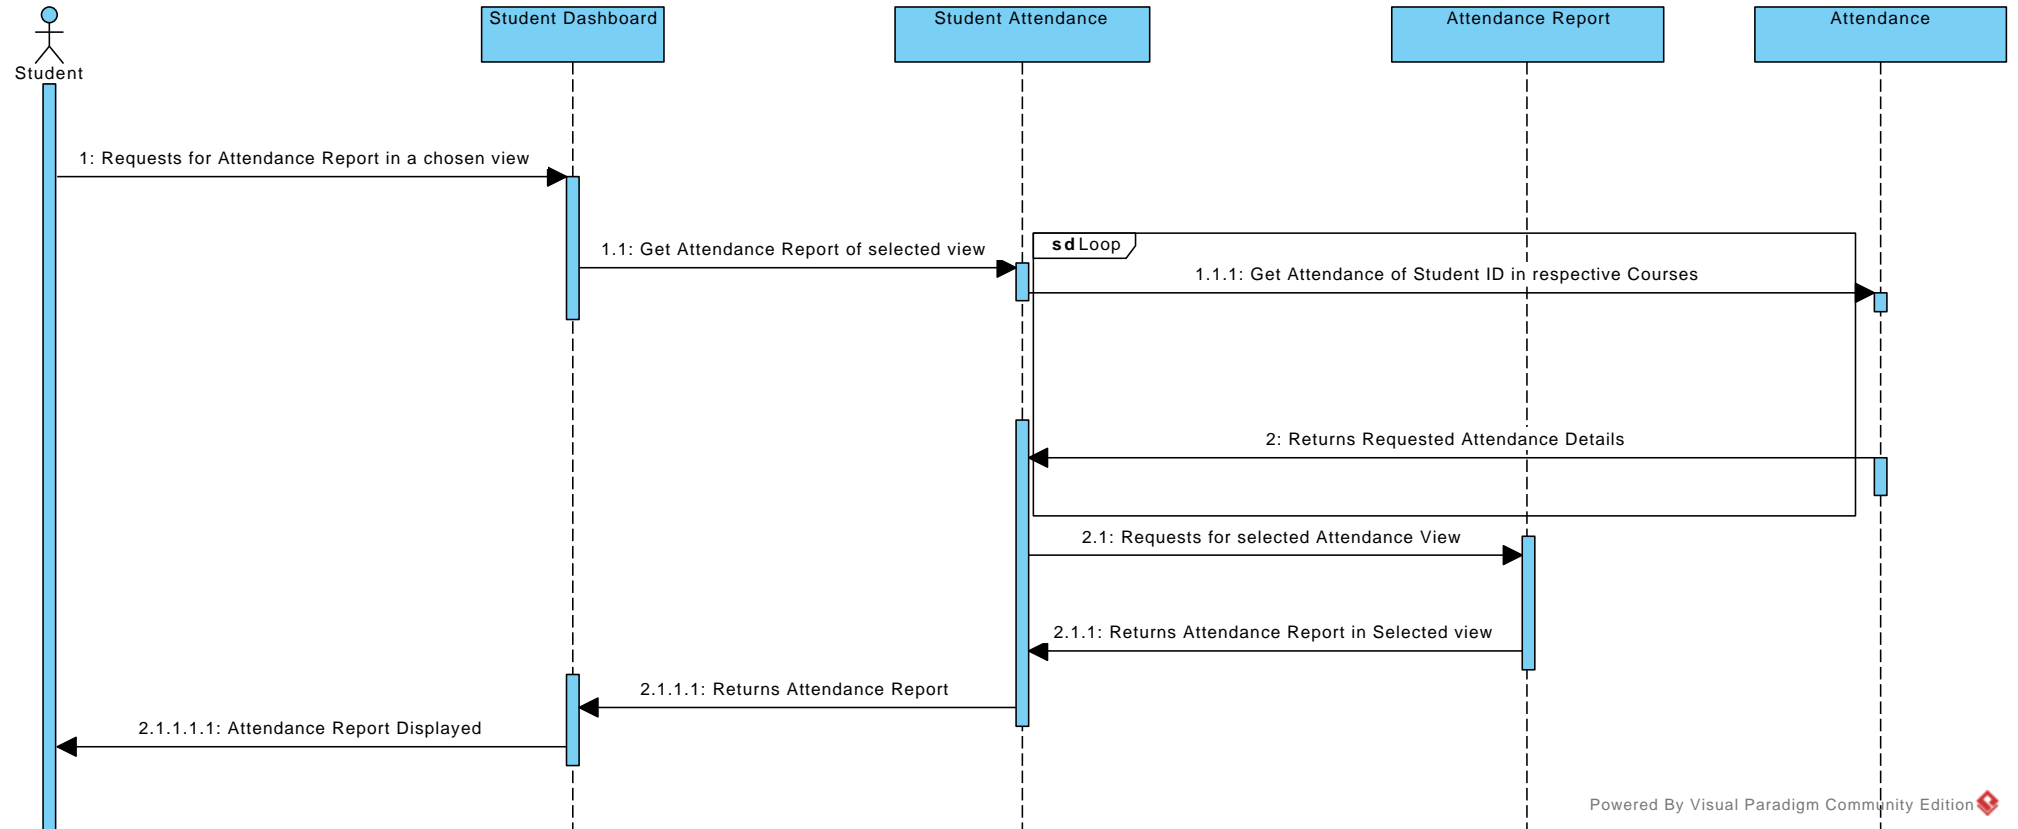 Student Dashboard
Student Attendance
Attendance Report
Attendance
Student
1: Requests for Attendance Report in a chosen view
1.1: Get Attendance Report of selected view
sd Loop
1.1.1: Get Attendance of Student ID in respective Courses
2: Returns Requested Attendance Details
2.1: Requests for selected Attendance View
2.1.1: Returns Attendance Report in Selected view
2.1.1.1: Returns Attendance Report
2.1.1.1.1: Attendance Report Displayed
Powered By Visual Paradigm Community Edition